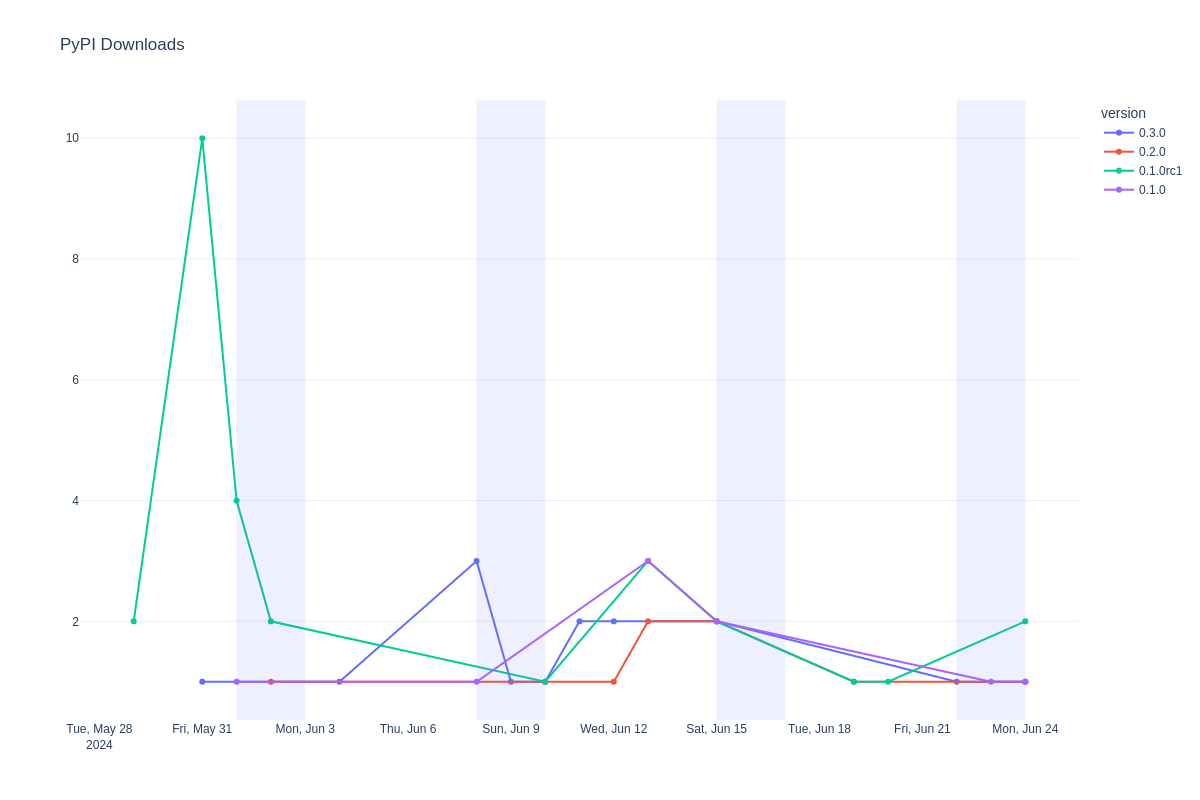 PyPI Downloads
version
0.3.0
0.2.0
0.1.0rc1
0.1.0
10
8
6
4
2
Tue, May 28
2024
Fri, May 31
Mon, Jun 3
Thu, Jun 6
Sun, Jun 9
Wed, Jun 12
Sat, Jun 15
Tue, Jun 18
Fri, Jun 21
Mon, Jun 24